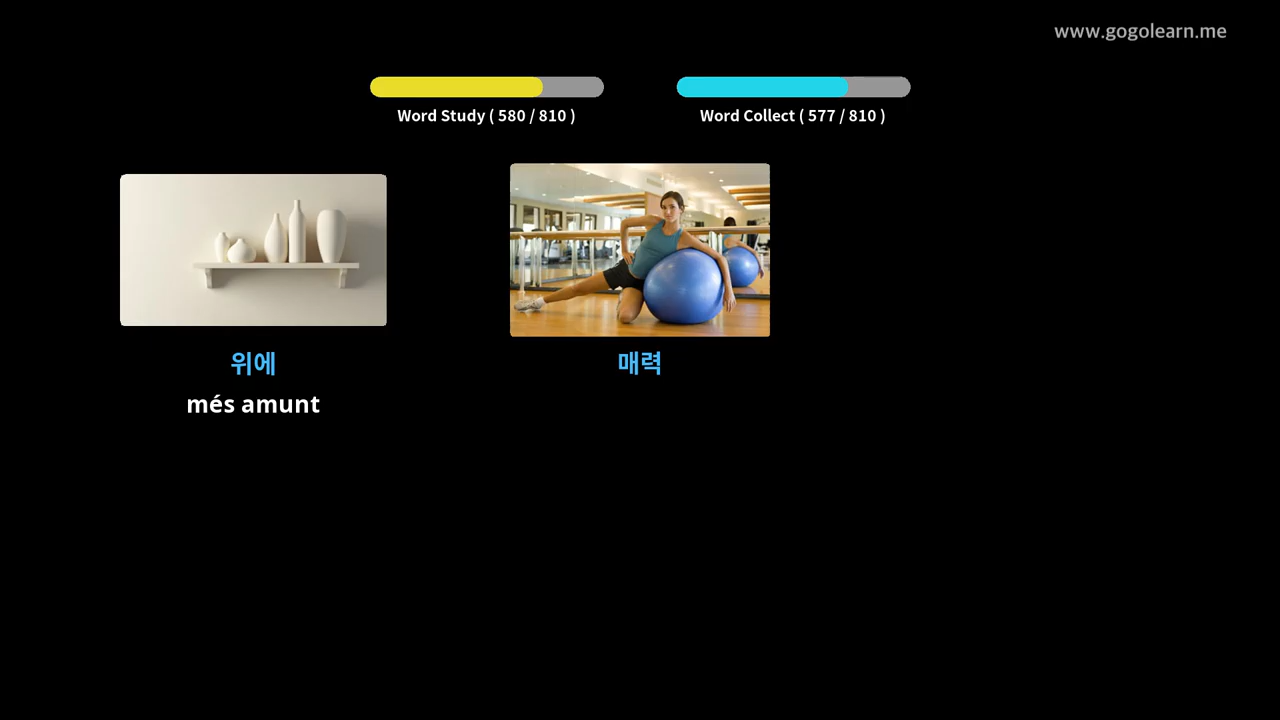 www.gogolearn.me
Word Study ( 580 / 810 )
Word Collect ( 577 / 810 )
위에
més amunt
매력